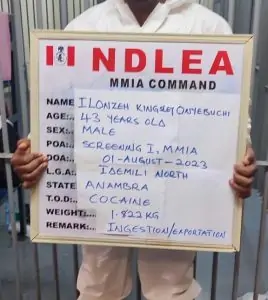 NDLEA
MMIA COMMAND
NAME ILONZEH KINGSLEY ONYEBUCHI
AGE:.. 43 YEARS OLD
SEX:.. MALE
POA:... SCREENING I, MMIA
DOA:... 01-AUGUST-2023
L.G.A:.. IDEMILI NORTH
STATE ANAMBRA
T.O.D:... COCAINE
WEIGHT:.... 1.822KG
REMARK:... INGESTION/EXPORTATION